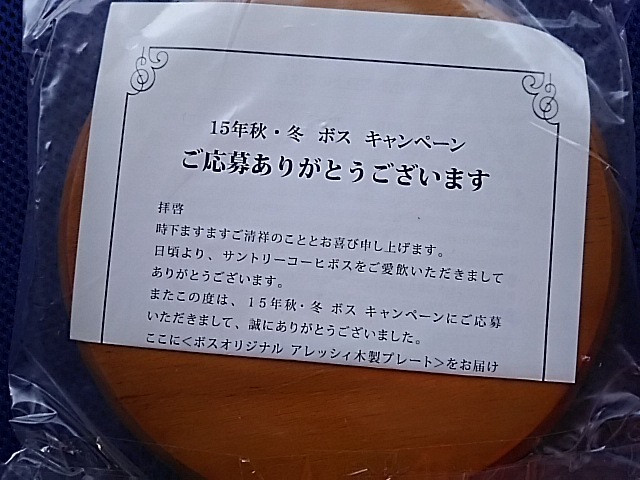 15年秋・冬 ボス キャンペーン
ご応募ありがとうございます
拝啓
時下ますますご清祥のこととお喜び申し上げます。
日頃より、サントリーコーヒボスをご愛飲いただきまして
ありがとうございます。
またこの度は、１５年秋・冬 ボス キャンペーンにご応募
いただきまして、誠にありがとうございました。
ここに＜ボスオリジナル アレッシィ木製プレート＞をお届け